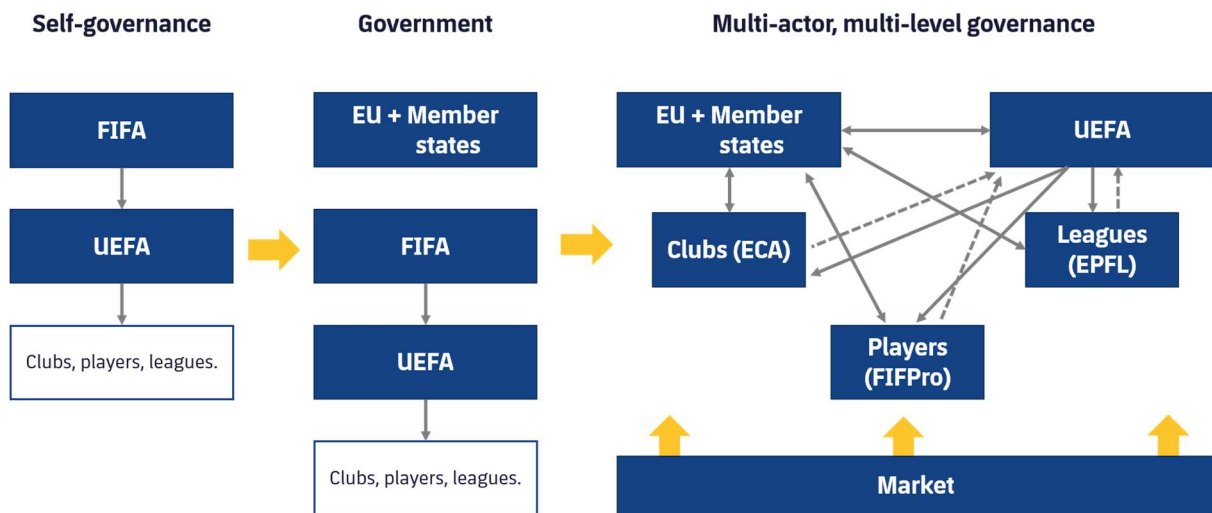 Self-governance
Government
Multi-actor, multi-level governance
FIFA
UEFA
Clubs, players, leagues.
EU + Member
states
FIFA
UEFA
Clubs, players, leagues.
EU + Member
states
UEFA
Clubs (ECA)
Leagues
(EPFL)
Players
(FIFPro)
Market